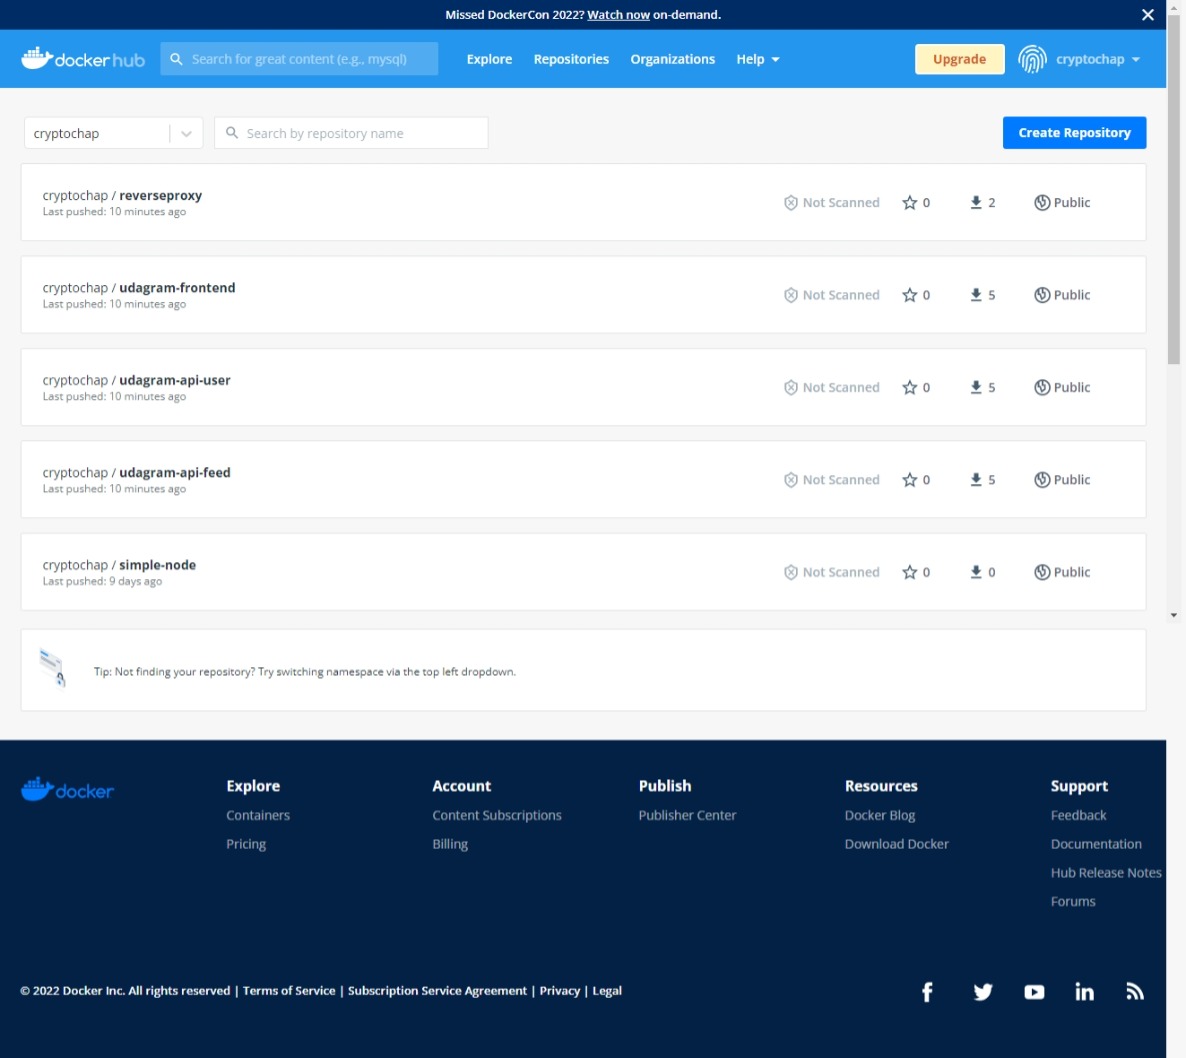 Missed DockerCon 2022? Watch now on-demand.
docker hub Search for great content (e.g., mysql) Explore Repositories Organizations Help Upgrade cryptochap
cryptochap Search by repository name Create Repository
cryptochap / reverseproxy
Last pushed: 10 minutes ago
Not Scanned 0 2 Public
cryptochap / udagram-frontend
Last pushed: 10 minutes ago
Not Scanned 0 5 Public
cryptochap / udagram-api-user
Last pushed: 10 minutes ago
Not Scanned 0 5 Public
cryptochap / udagram-api-feed
Last pushed: 10 minutes ago
Not Scanned 0 5 Public
cryptochap / simple-node
Last pushed: 9 days ago
Not Scanned 0 0 Public
Tip: Not finding your repository? Try switching namespace via the top left dropdown.
docker
Explore
Containers
Pricing
Account
Content Subscriptions
Billing
Publish
Publisher Center
Resources
Docker Blog
Download Docker
Support
Feedback
Documentation
Hub Release Notes
Forums
© 2022 Docker Inc. All rights reserved | Terms of Service | Subscription Service Agreement | Privacy | Legal